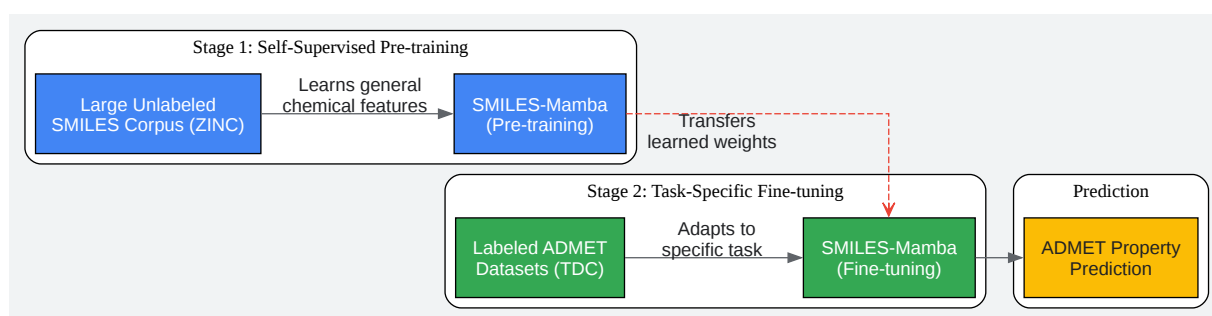 Stage 1: Self-Supervised Pre-training
Large Unlabeled
SMILES Corpus (ZINC)
Learns general
chemical features
SMILES-Mamba
(Pre-training)
Transfers
learned weights
Stage 2: Task-Specific Fine-tuning
Labeled ADMET
Datasets (TDC)
Adapts to
specific task
SMILES-Mamba
(Fine-tuning)
Prediction
ADMET Property
Prediction